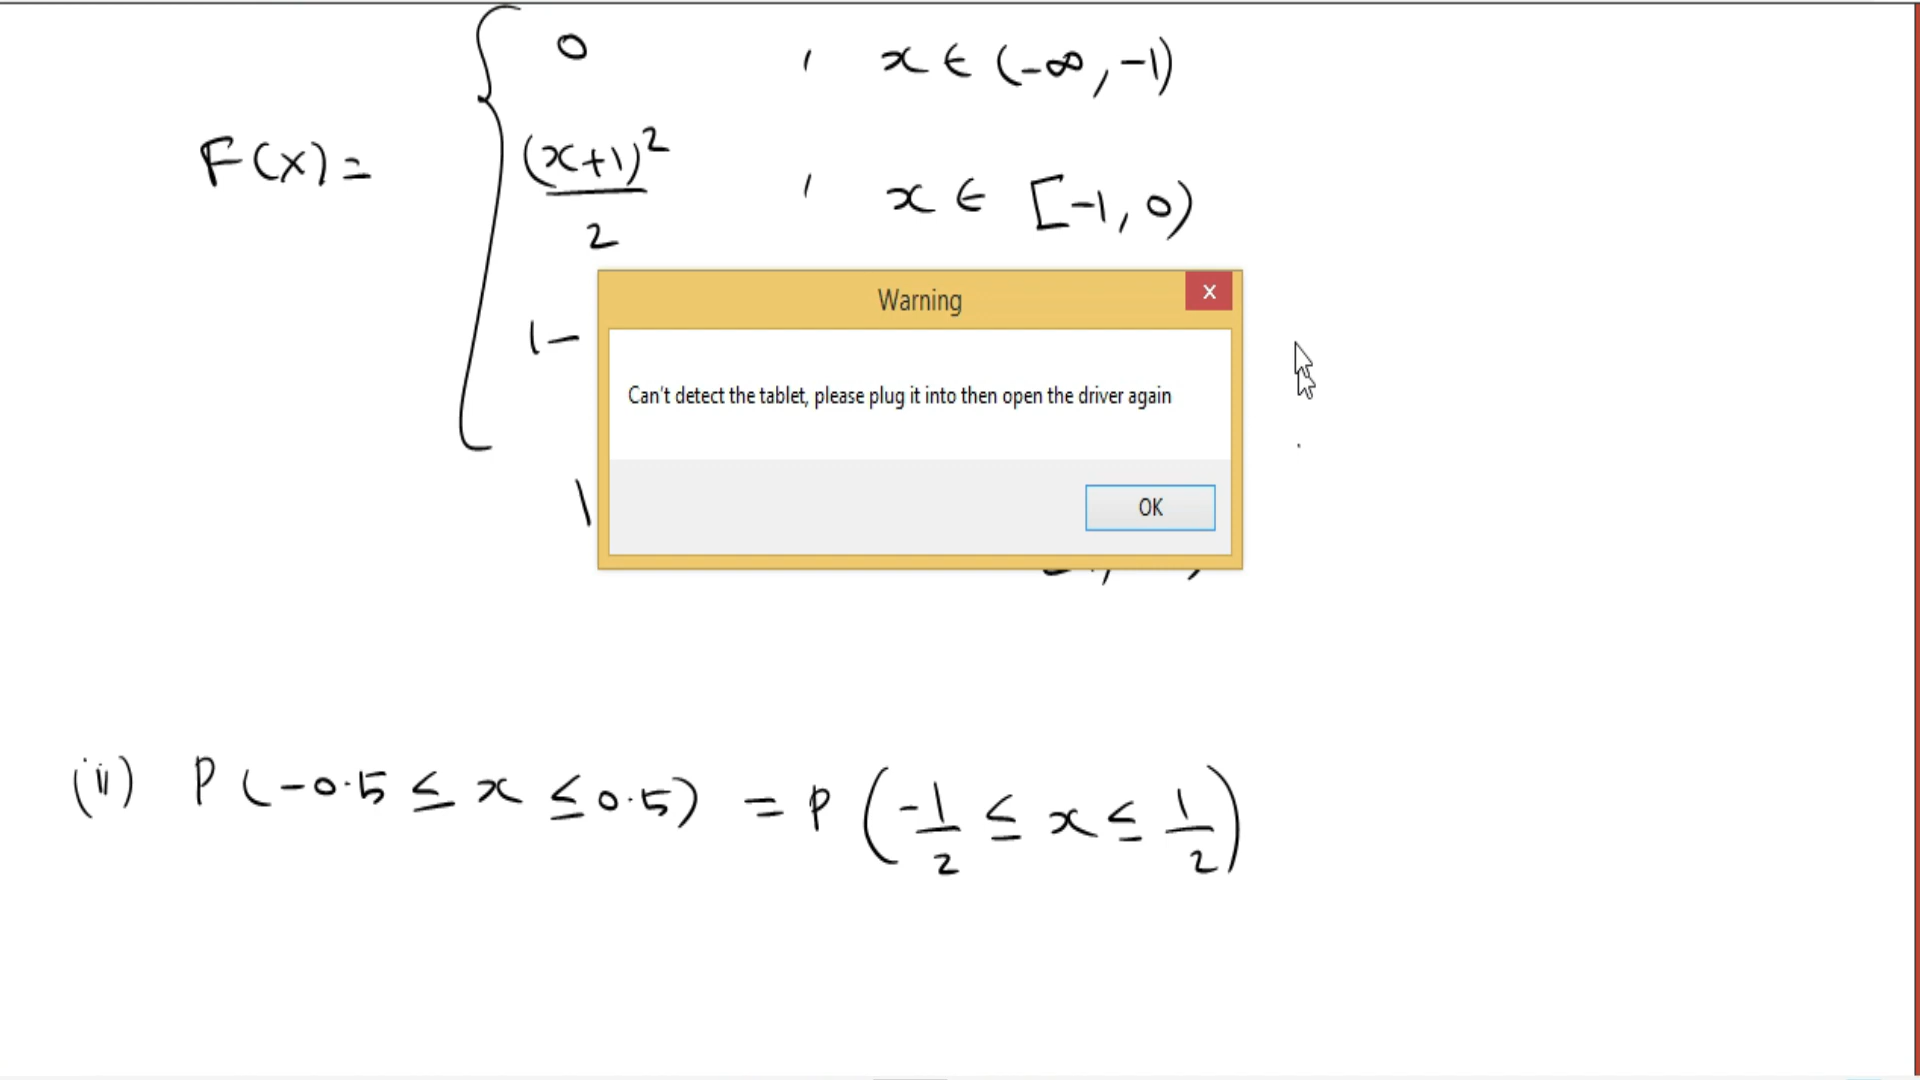 0 , x ∈ (-∞, -1)
F(x) =
(x+1)²/2 , x ∈ [-1, 0)
1 -
Warning
x
Can't detect the tablet, please plug it into then open the driver again
OK
1
(ii) P(-0.5 ≤ x ≤ 0.5) = P(-1/2 ≤ x ≤ 1/2)